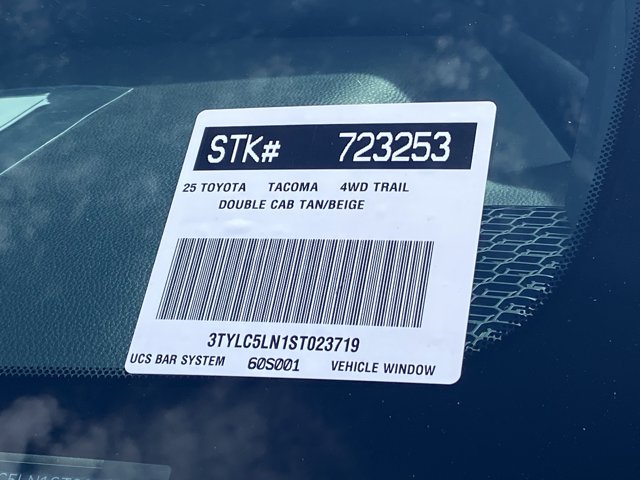 STK# 723253
25 TOYOTA TACOMA 4WD TRAIL
DOUBLE CAB TAN/BEIGE
3TYLC5LN1ST023719
UCS BAR SYSTEM 60S001 VEHICLE WINDOW